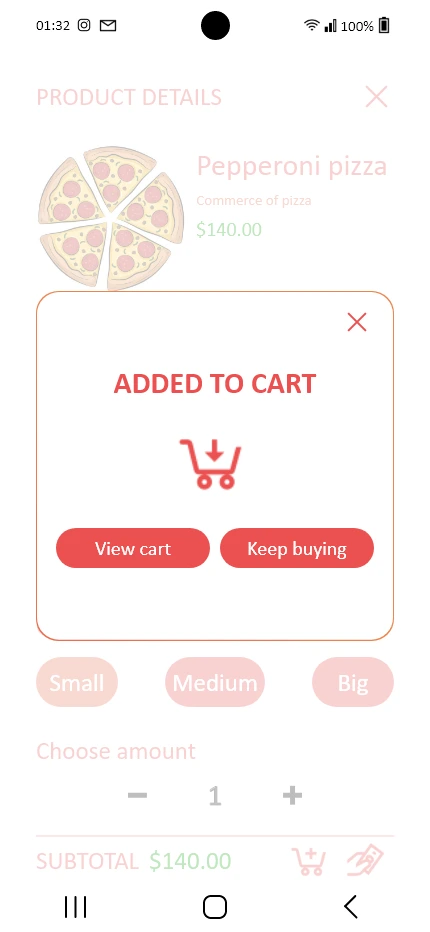 01:32 100%
PRODUCT DETAILS
Pepperoni pizza
Commerce of pizza
$140.00
ADDED TO CART
View cart Keep buying
Small Medium Big
Choose amount
1
SUBTOTAL $140.00